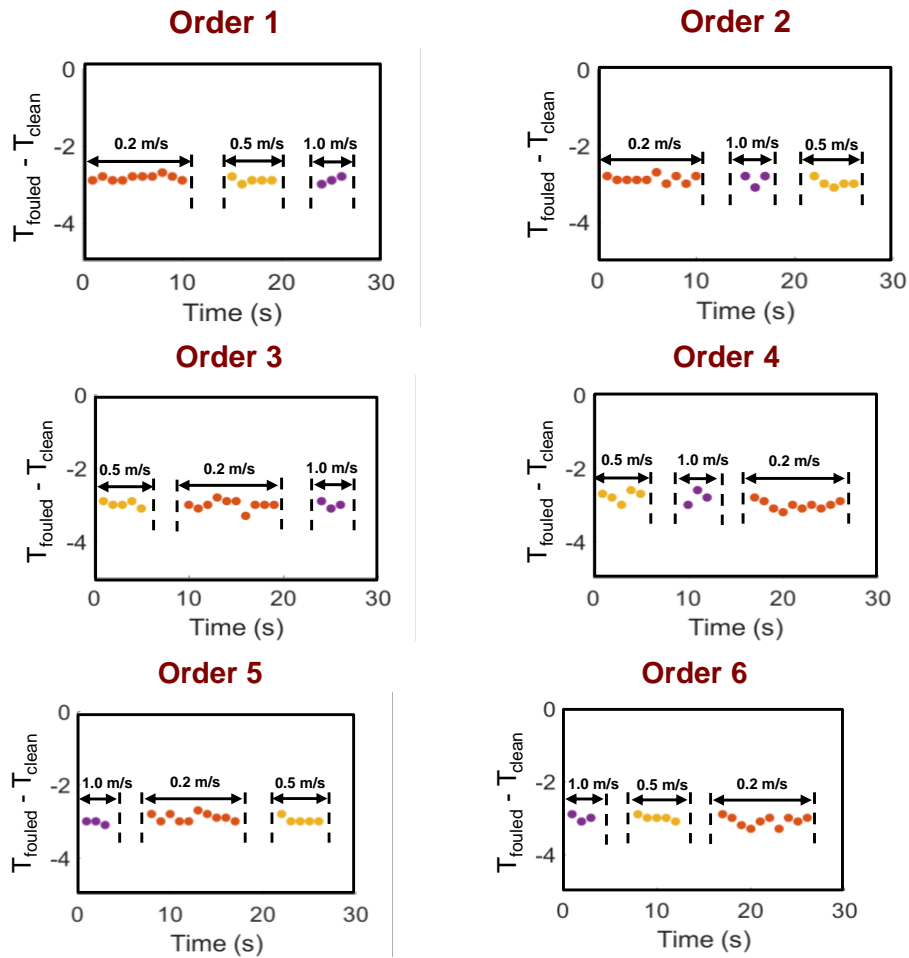 Order 1
T_fouled - T_clean
0
-2
-4
0.2 m/s
0.5 m/s
1.0 m/s
0 10 20 30
Time (s)
Order 2
T_fouled - T_clean
0
-2
-4
0.2 m/s
1.0 m/s
0.5 m/s
0 10 20 30
Time (s)
Order 3
T_fouled - T_clean
0
-2
-4
0.5 m/s
0.2 m/s
1.0 m/s
0 10 20 30
Time (s)
Order 4
T_fouled - T_clean
0
-2
-4
0.5 m/s
1.0 m/s
0.2 m/s
0 10 20 30
Time (s)
Order 5
T_fouled - T_clean
0
-2
-4
1.0 m/s
0.2 m/s
0.5 m/s
0 10 20 30
Time (s)
Order 6
T_fouled - T_clean
0
-2
-4
1.0 m/s
0.5 m/s
0.2 m/s
0 10 20 30
Time (s)